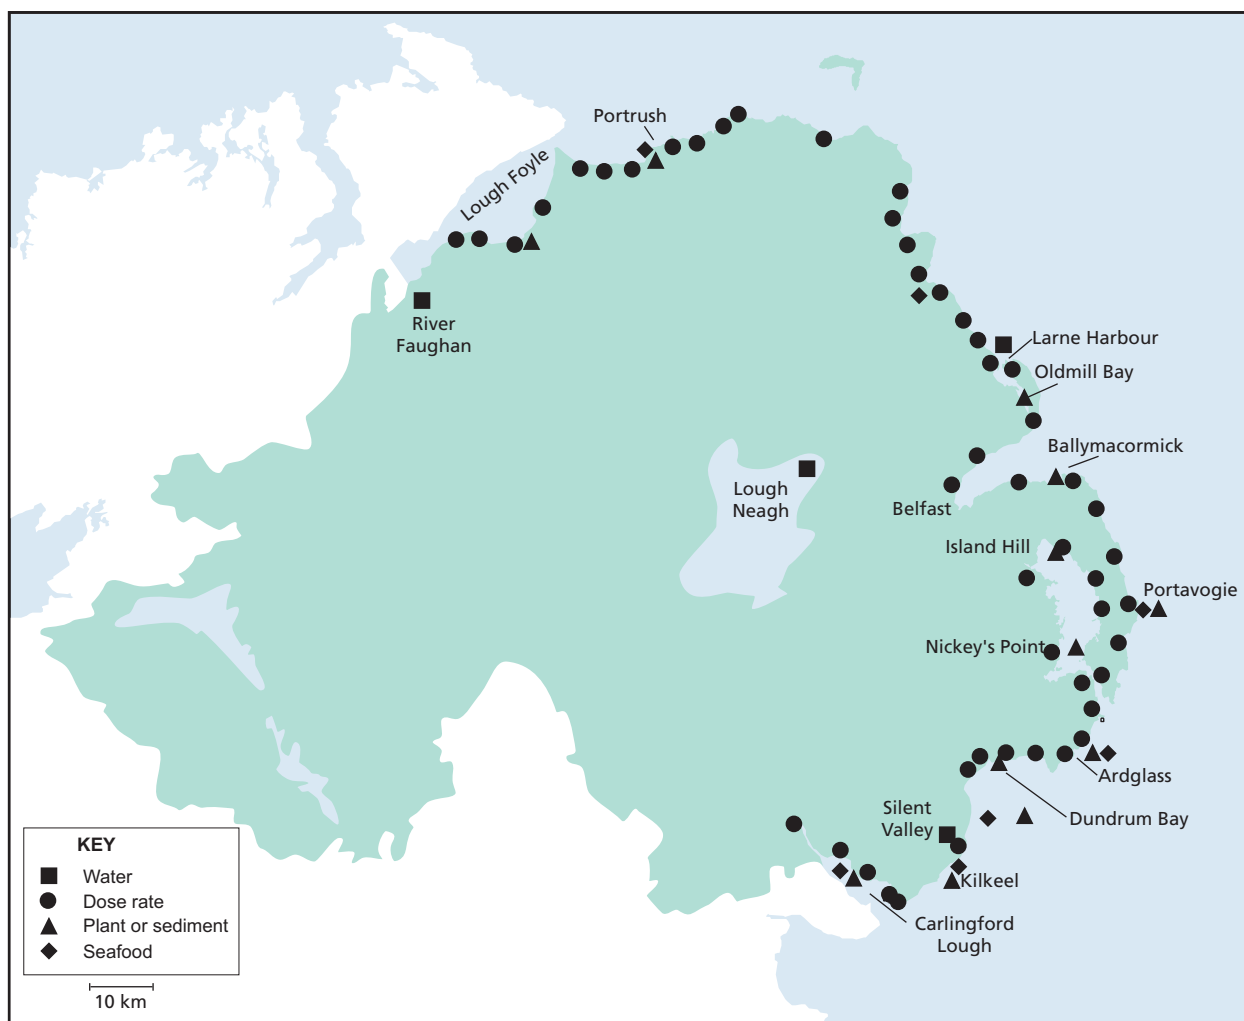 Portrush
Lough Foyle
River
Faughan
Larne Harbour
Oldmill Bay
Ballymacormick
Lough
Neagh
Belfast
Island Hill
Portavogie
Nickey's Point
Ardglass
Silent
Valley
Dundrum Bay
Kilkeel
Carlingford
Lough
KEY
Water
Dose rate
Plant or sediment
Seafood
10 km